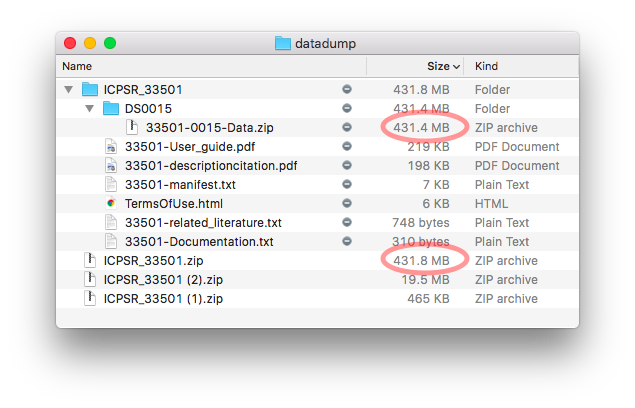 datadump
Name Size Kind
ICPSR_33501 431.8 MB Folder
DS0015 431.4 MB Folder
33501-0015-Data.zip 431.4 MB ZIP archive
33501-User_guide.pdf 219 KB PDF Document
33501-descriptioncitation.pdf 198 KB PDF Document
33501-manifest.txt 7 KB Plain Text
TermsOfUse.html 6 KB HTML
33501-related_literature.txt 748 bytes Plain Text
33501-Documentation.txt 310 bytes Plain Text
ICPSR_33501.zip 431.8 MB ZIP archive
ICPSR_33501 (2).zip 19.5 MB ZIP archive
ICPSR_33501 (1).zip 465 KB ZIP archive